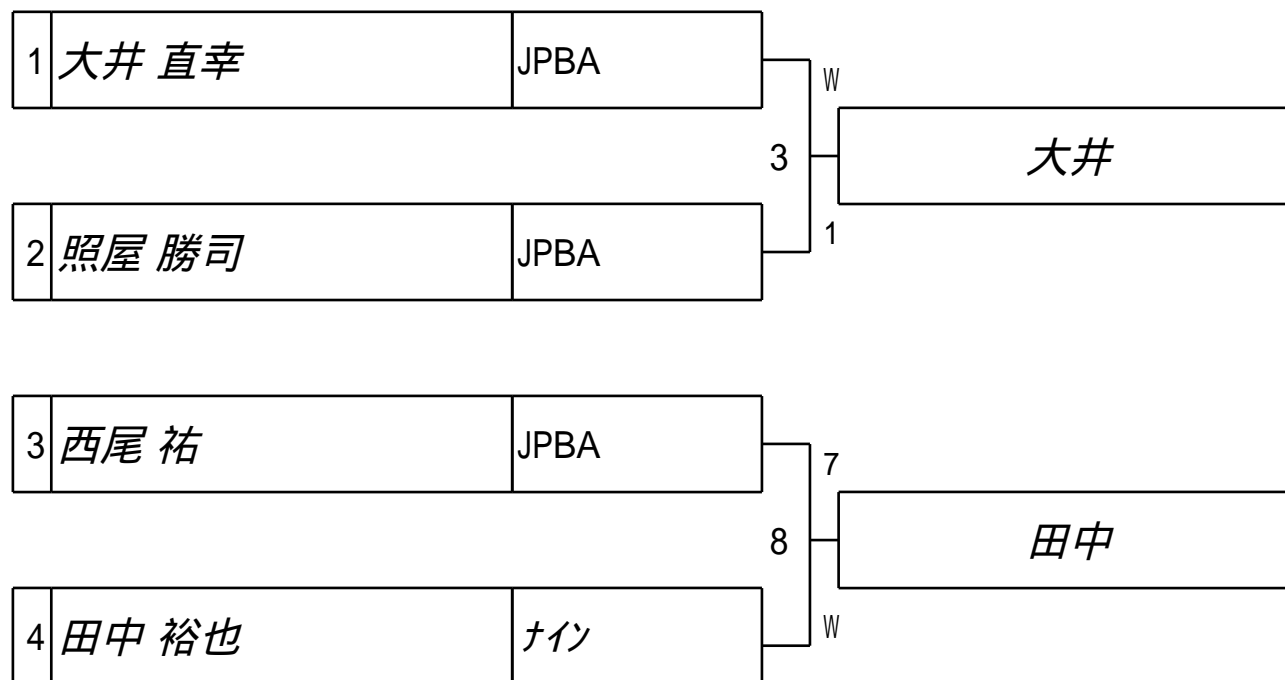 1 大井 直幸 JPBA
W
3 大井
1
2 照屋 勝司 JPBA
3 西尾 祐 JPBA
7
8 田中
W
4 田中 裕也 ﾅｲﾝ